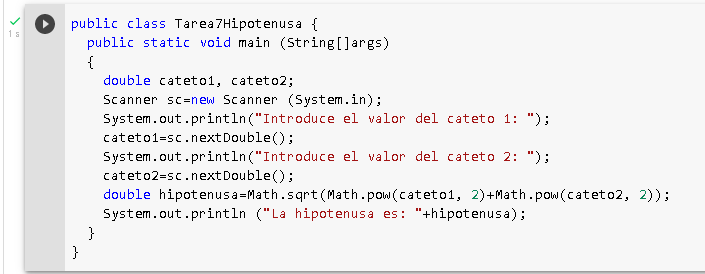 1 s
public class Tarea7Hipotenusa {
public static void main (String[]args)
{
double cateto1, cateto2;
Scanner sc=new Scanner (System.in);
System.out.println("Introduce el valor del cateto 1: ");
cateto1=sc.nextDouble();
System.out.println("Introduce el valor del cateto 2: ");
cateto2=sc.nextDouble();
double hipotenusa=Math.sqrt(Math.pow(cateto1, 2)+Math.pow(cateto2, 2));
System.out.println ("La hipotenusa es: "+hipotenusa);
}
}